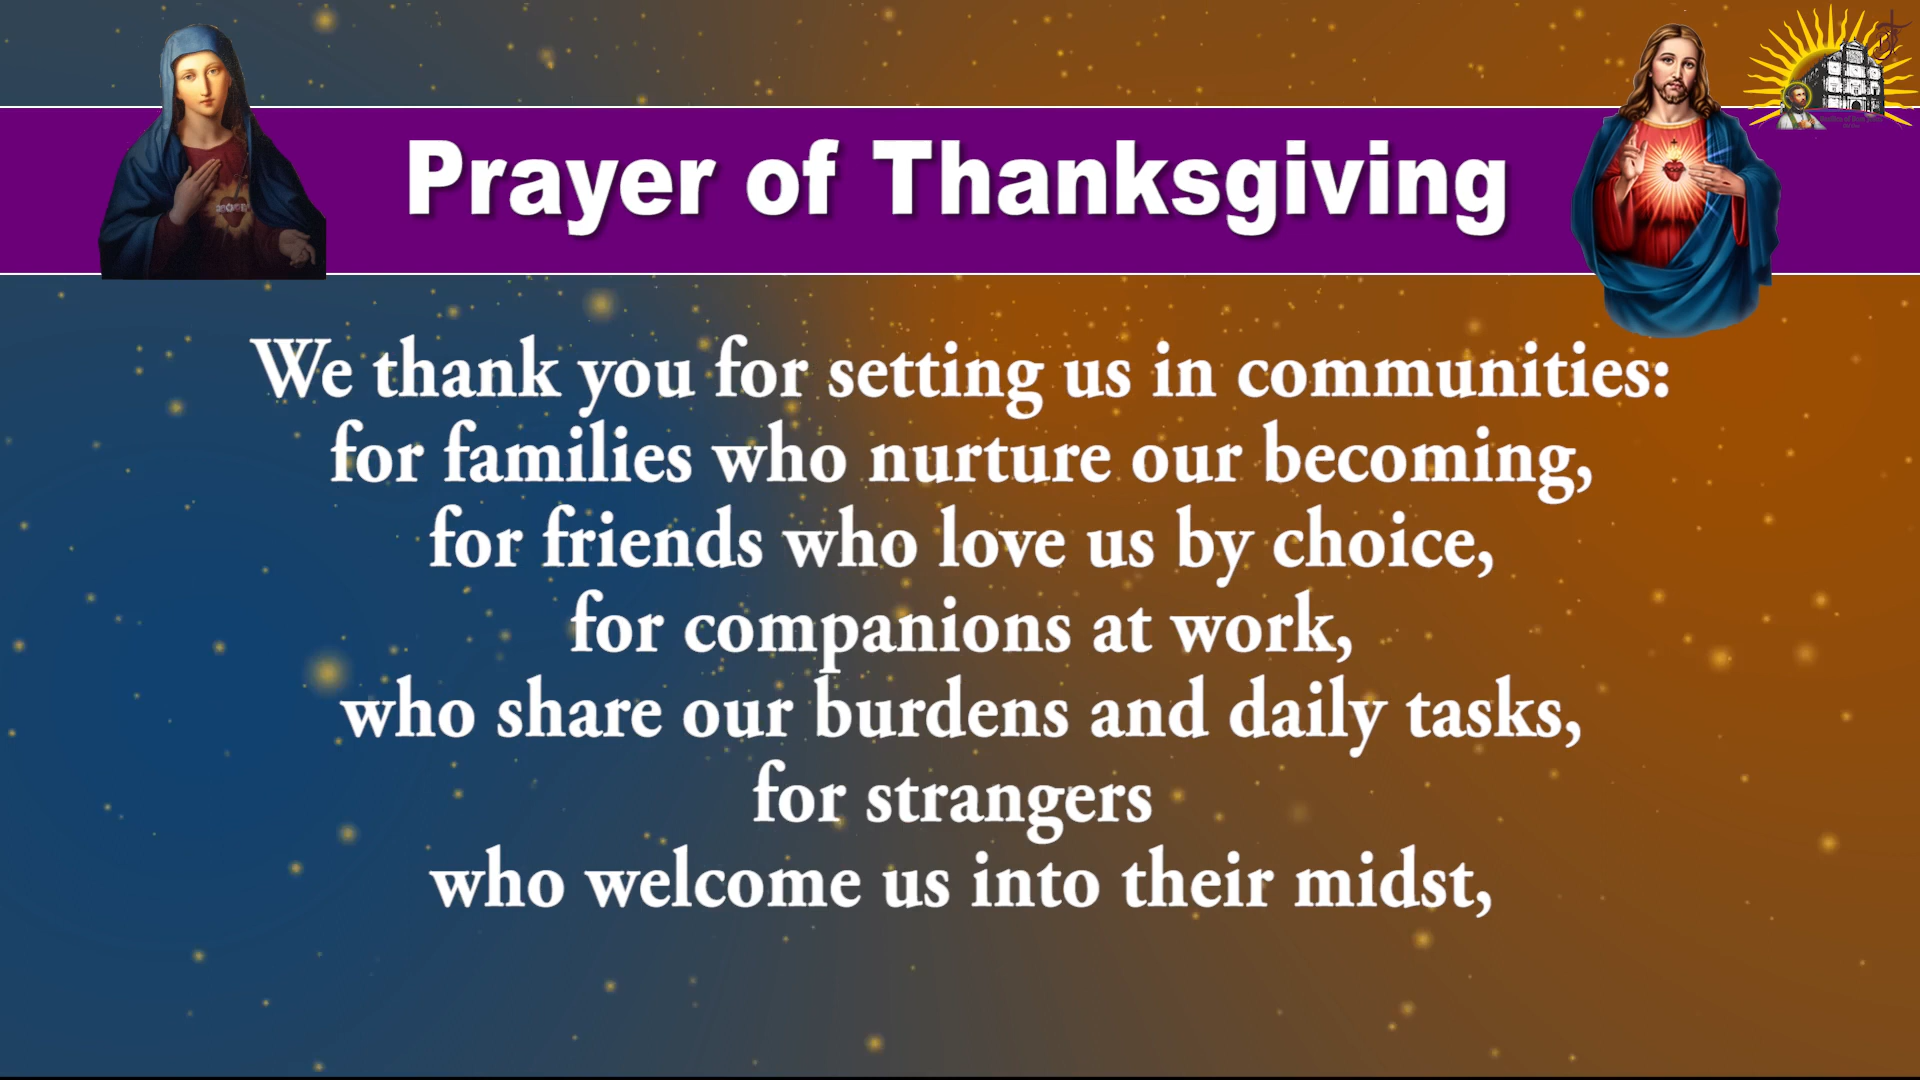 Prayer of Thanksgiving
We thank you for setting us in communities:
for families who nurture our becoming,
for friends who love us by choice,
for companions at work,
who share our burdens and daily tasks,
for strangers
who welcome us into their midst,